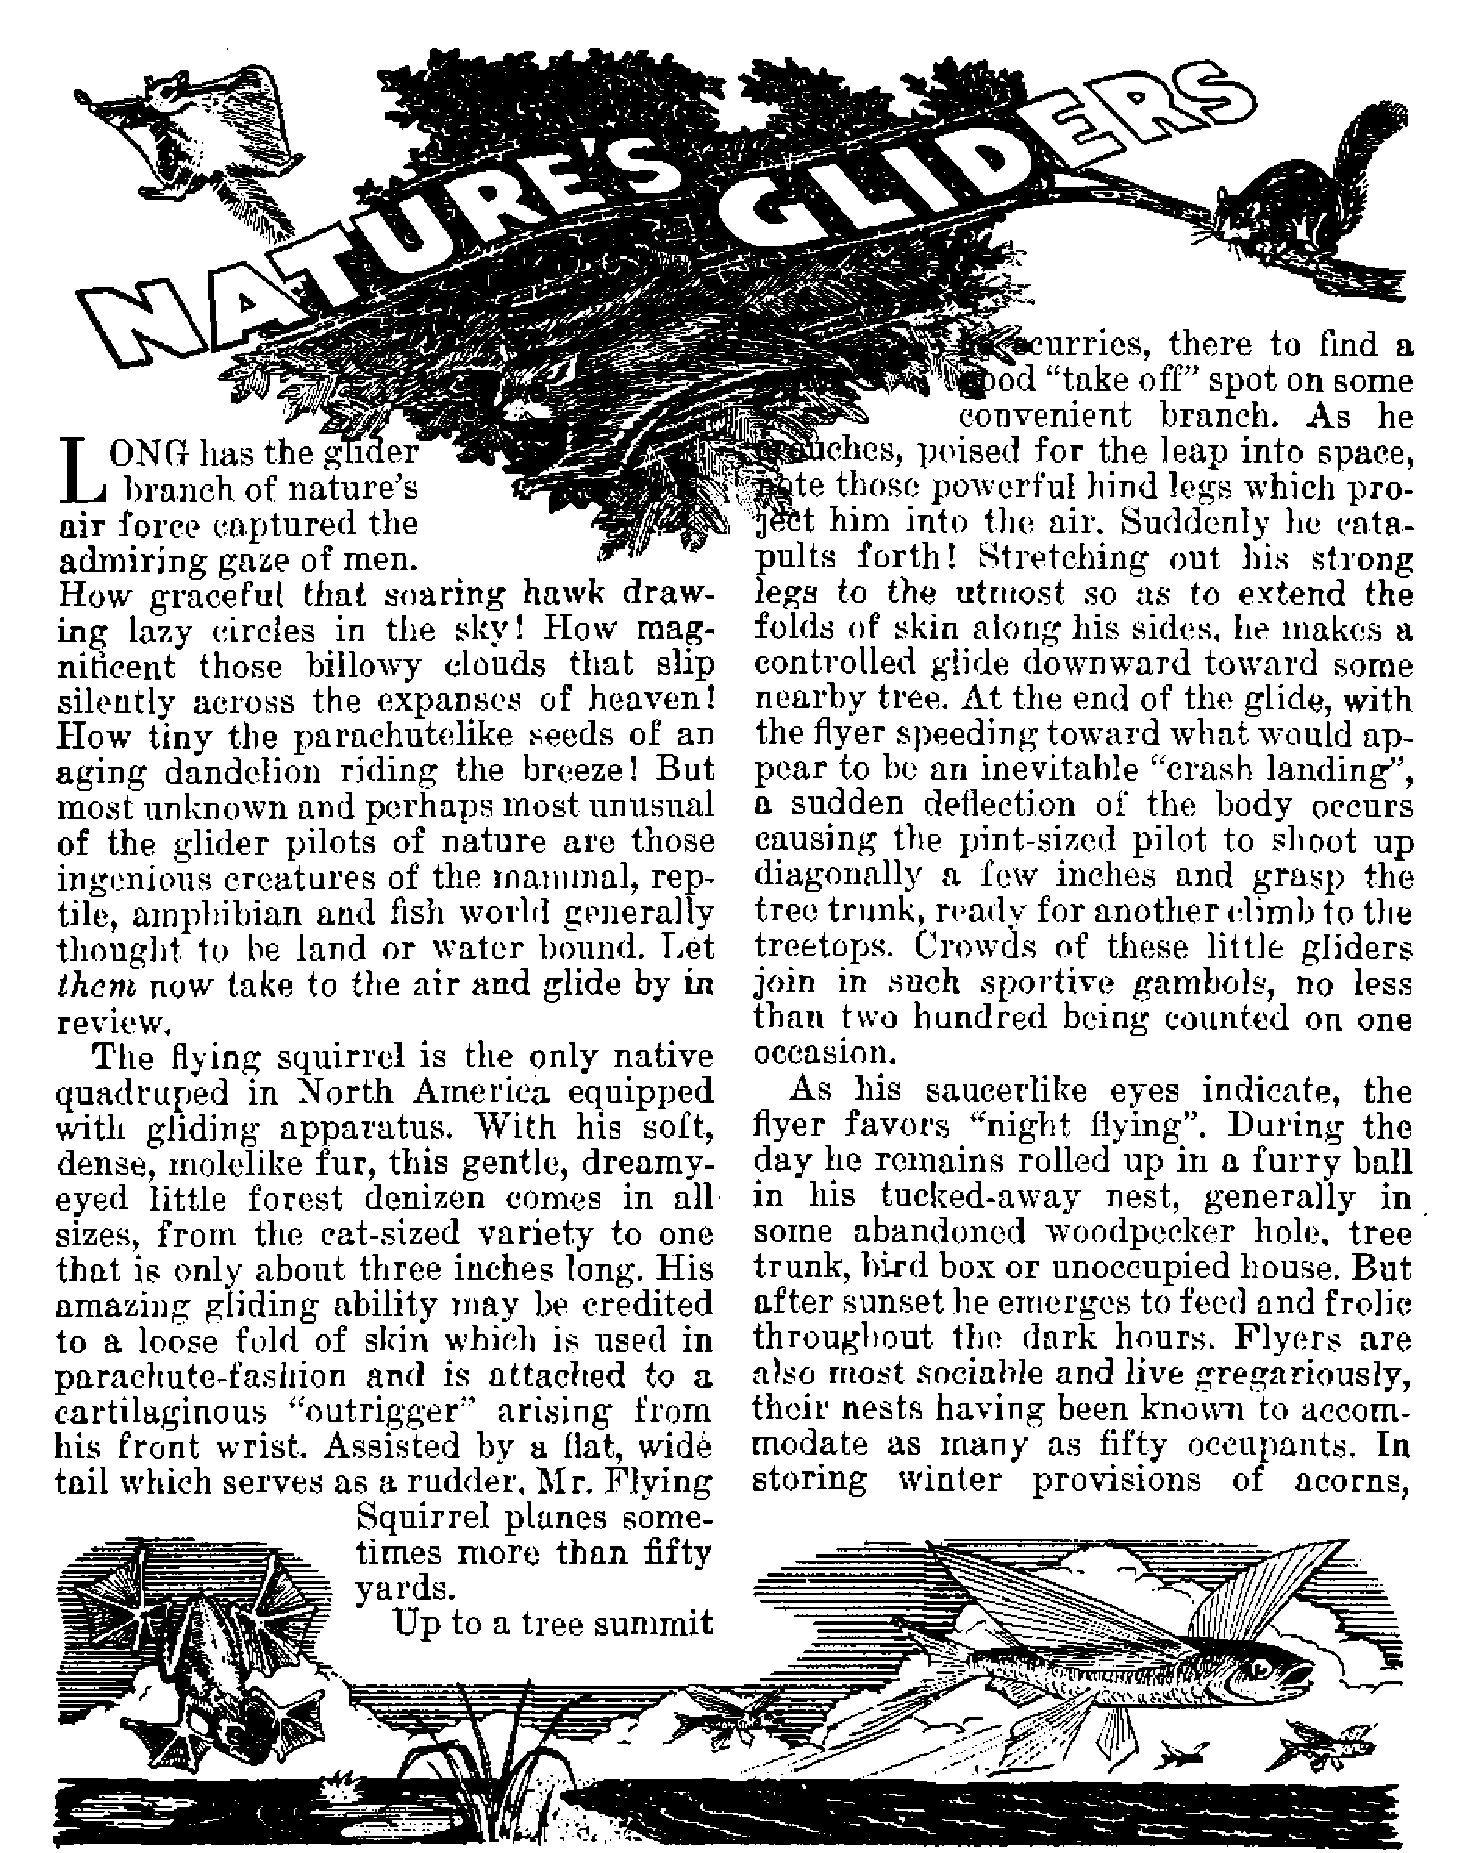 NATURE'S GLIDERS
LONG has the glider
branch of nature's
air force captured the
admiring gaze of men.
How graceful that soaring hawk draw-
ing lazy circles in the sky! How mag-
nificent those billowy clouds that slip
silently across the expanses of heaven!
How tiny the parachutelike seeds of an
aging dandelion riding the breeze! But
most unknown and perhaps most unusual
of the glider pilots of nature are those
ingenious creatures of the mammal, rep-
tile, amphibian and fish world generally
thought to be land or water bound. Let
them now take to the air and glide by in
review.
The flying squirrel is the only native
quadruped in North America equipped
with gliding apparatus. With his soft,
dense, molelike fur, this gentle, dreamy-
eyed little forest denizen comes in all
sizes, from the cat-sized variety to one
that is only about three inches long. His
amazing gliding ability may be credited
to a loose fold of skin which is used in
parachute-fashion and is attached to a
cartilaginous "outrigger" arising from
his front wrist. Assisted by a flat, wide
tail which serves as a rudder, Mr. Flying
Squirrel planes some-
times more than fifty
yards.
Up to a tree summit
he scurries, there to find a
good "take off" spot on some
convenient branch. As he
crouches, poised for the leap into space,
note those powerful hind legs which pro-
ject him into the air. Suddenly he cata-
pults forth! Stretching out his strong
legs to the utmost so as to extend the
folds of skin along his sides, he makes a
controlled glide downward toward some
nearby tree. At the end of the glide, with
the flyer speeding toward what would ap-
pear to be an inevitable "crash landing",
a sudden deflection of the body occurs
causing the pint-sized pilot to shoot up
diagonally a few inches and grasp the
tree trunk, ready for another climb to the
treetops. Crowds of these little gliders
join in such sportive gambols, no less
than two hundred being counted on one
occasion.
As his saucerlike eyes indicate, the
flyer favors "night flying". During the
day he remains rolled up in a furry ball
in his tucked-away nest, generally in
some abandoned woodpecker hole, tree
trunk, bird box or unoccupied house. But
after sunset he emerges to feed and frolic
throughout the dark hours. Flyers are
also most sociable and live gregariously,
their nests having been known to accom-
modate as many as fifty occupants. In
storing winter provisions of acorns,